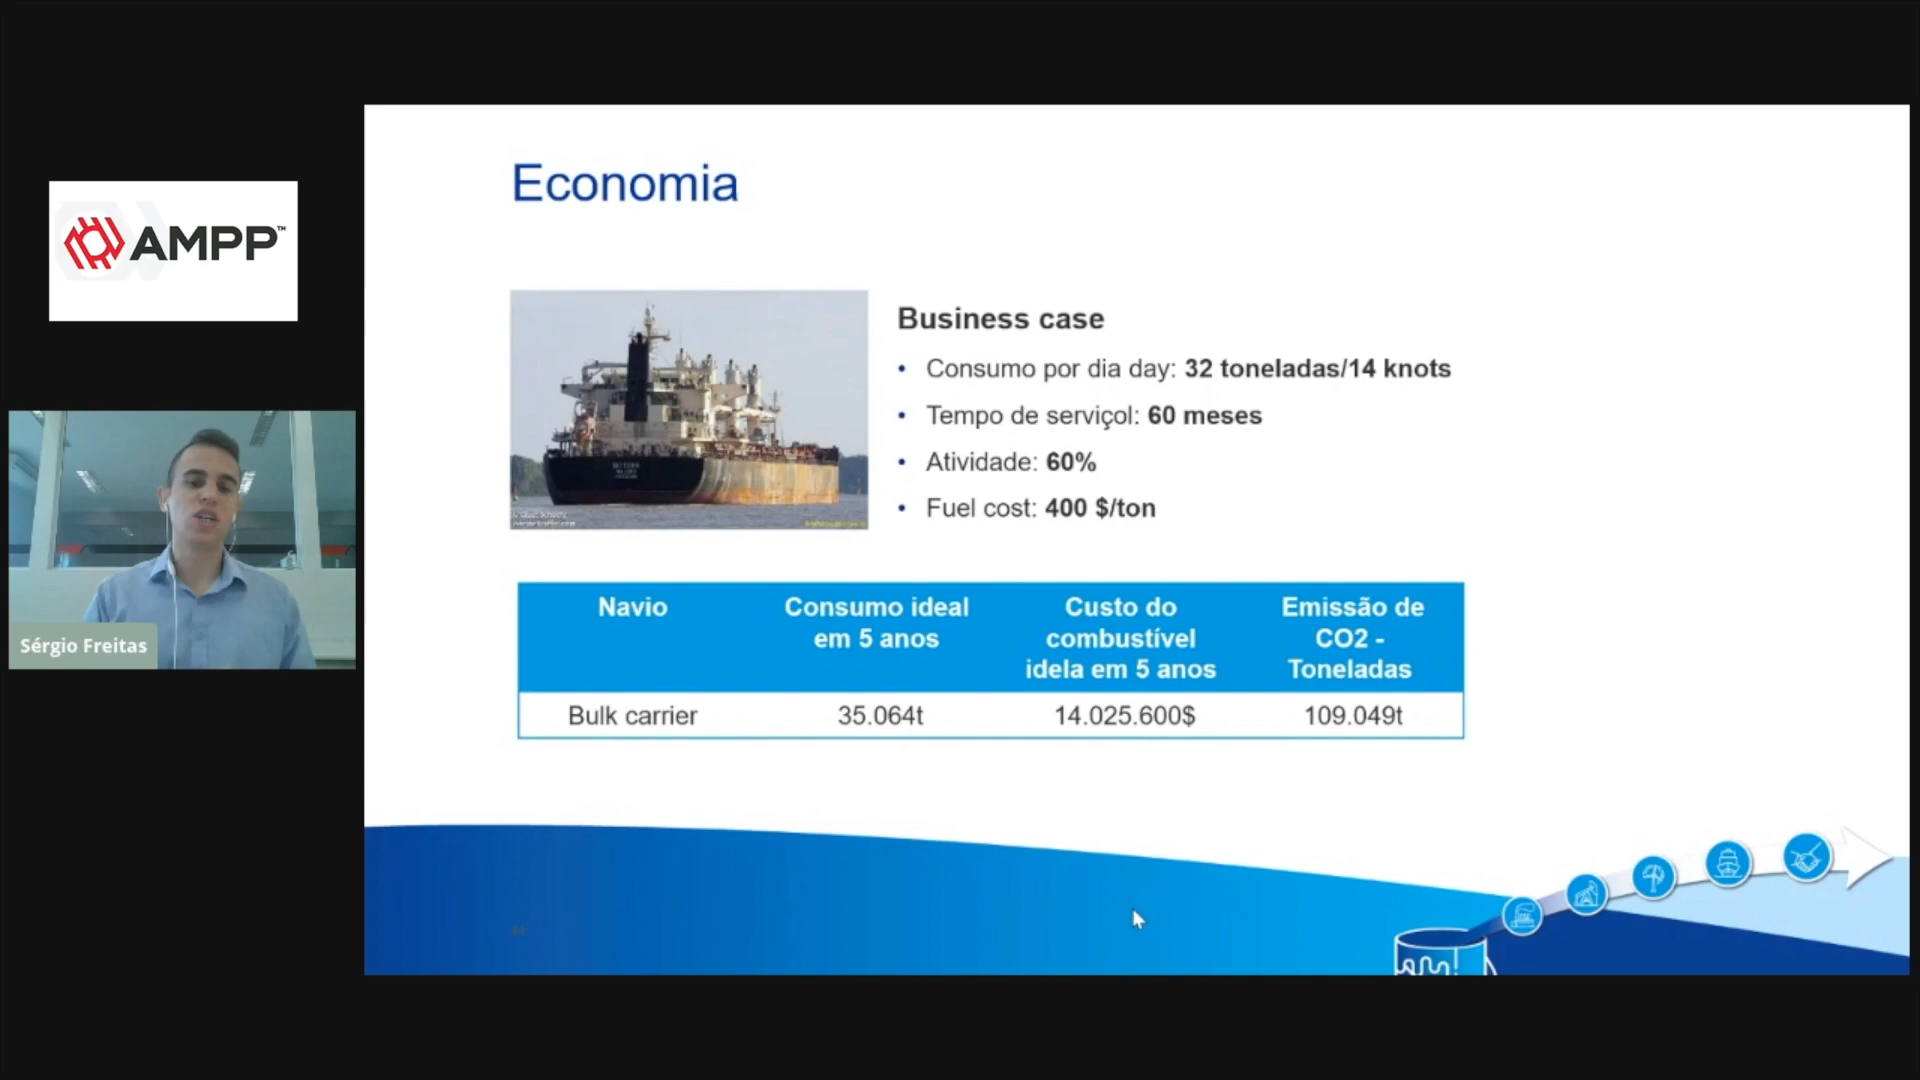 AMPP™
Sérgio Freitas
Economia
Business case
• Consumo por dia day: 32 toneladas/14 knots
• Tempo de serviçol: 60 meses
• Atividade: 60%
• Fuel cost: 400 $/ton
Navio
Consumo ideal
em 5 anos
Custo do
combustível
idela em 5 anos
Emissão de
CO2 -
Toneladas
Bulk carrier
35.064t
14.025.600$
109.049t